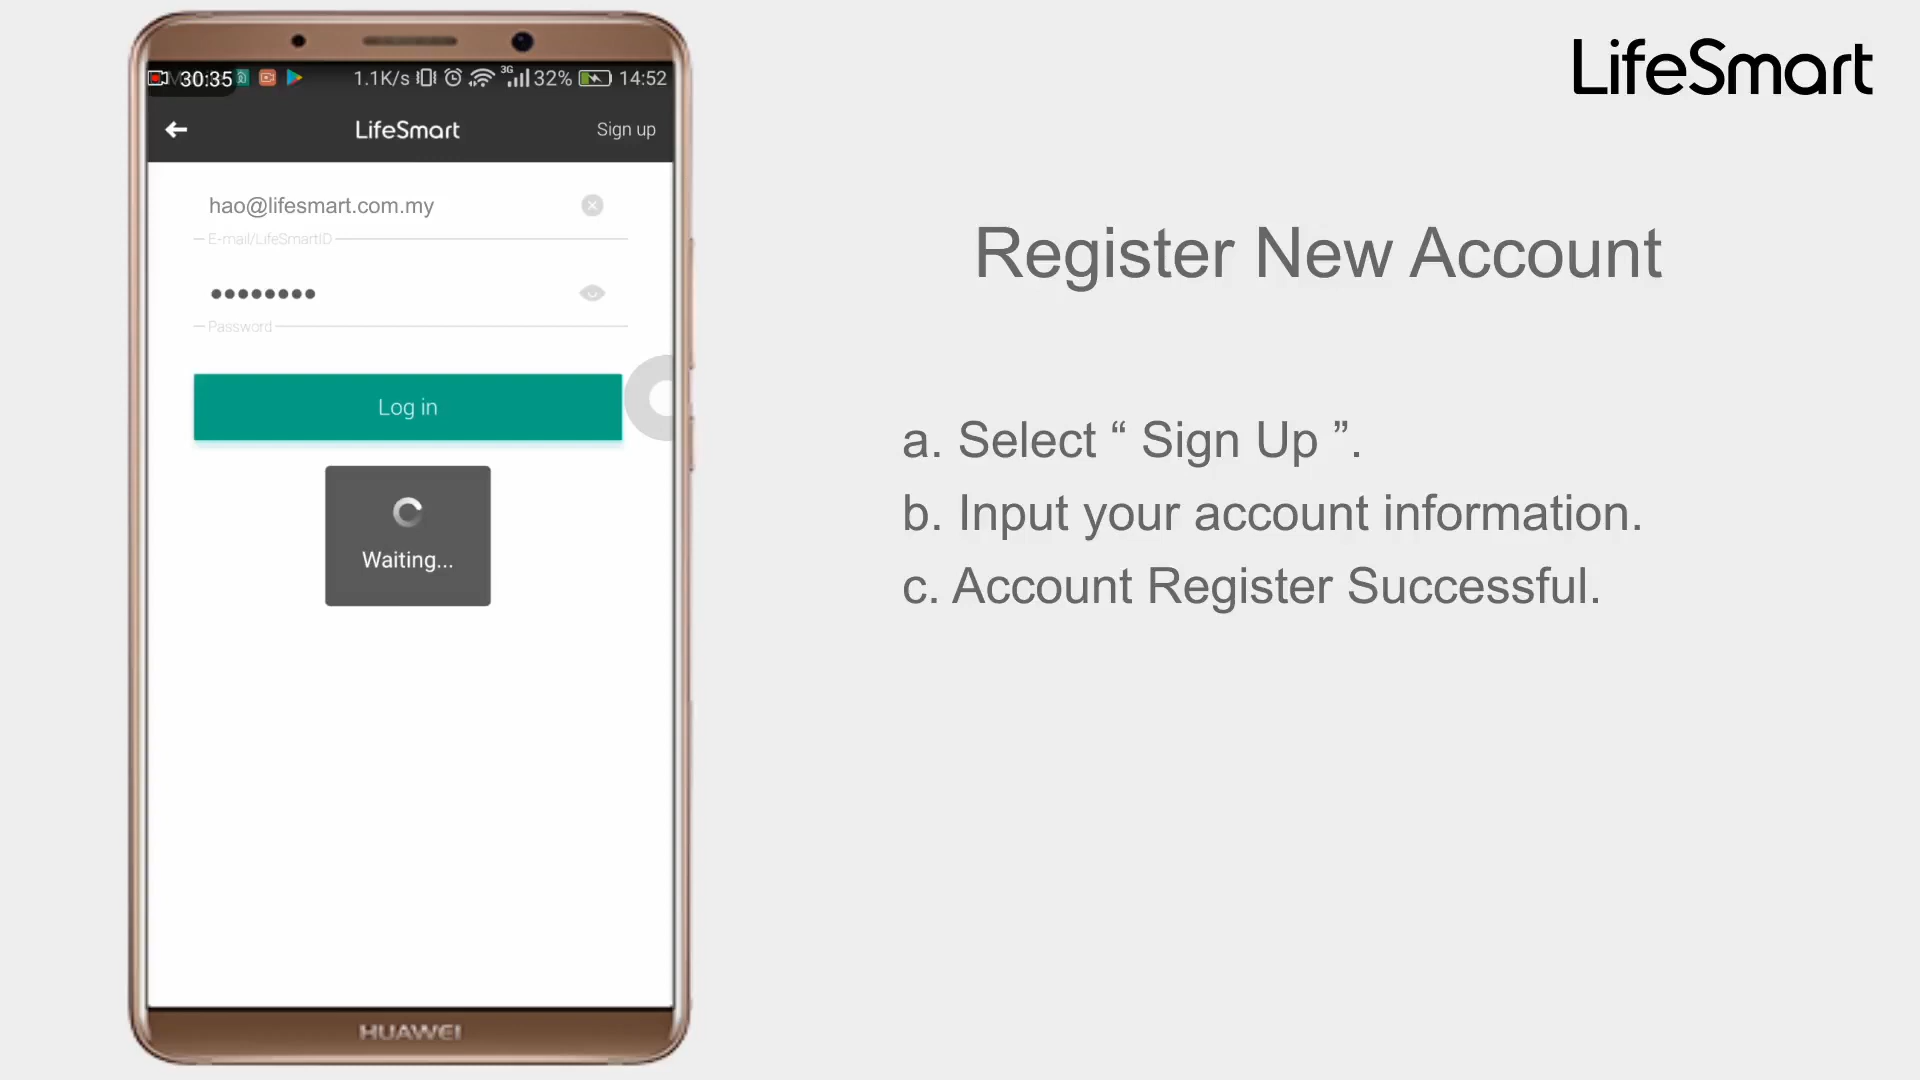 30:35 1.1K/s 3G 32% 14:52
LifeSmart Sign up
hao@lifesmart.com.my
E-mail/LifeSmartID
••••••••
Password
Log in
Waiting...
HUAWEI
LifeSmart
Register New Account
a. Select “ Sign Up ”.
b. Input your account information.
c. Account Register Successful.